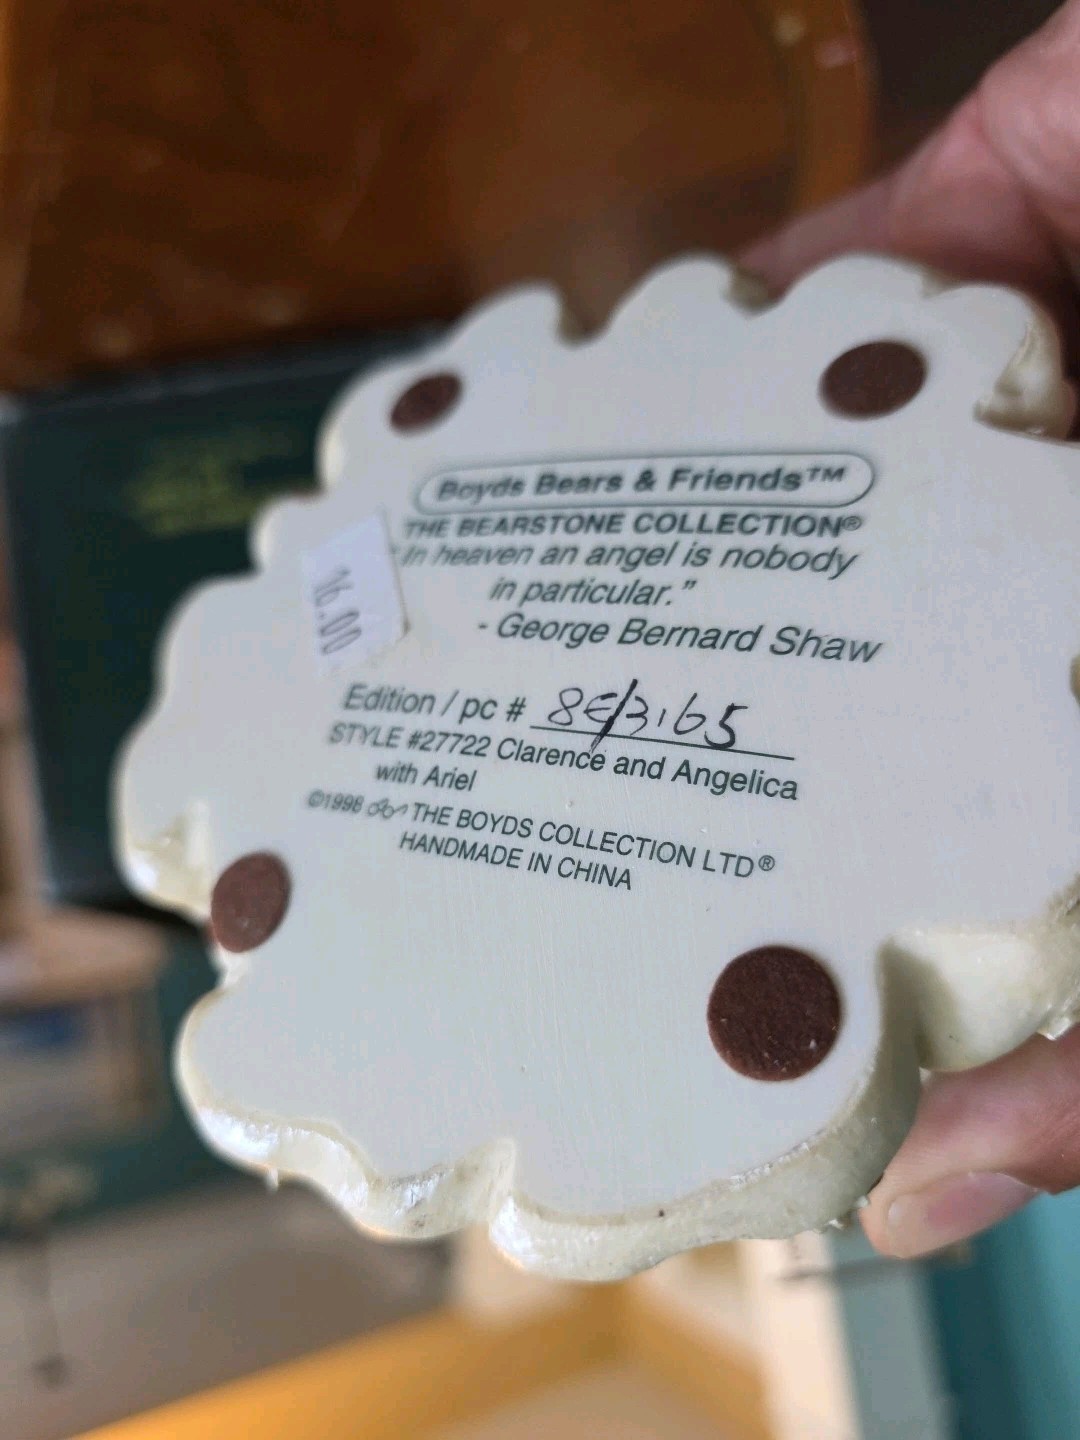 Boyds Bears & Friends™
THE BEARSTONE COLLECTION®
"In heaven an angel is nobody
in particular."
- George Bernard Shaw
16.00
Edition / pc # 8E/3165
STYLE #27722 Clarence and Angelica
with Ariel
©1998 THE BOYDS COLLECTION LTD®
HANDMADE IN CHINA